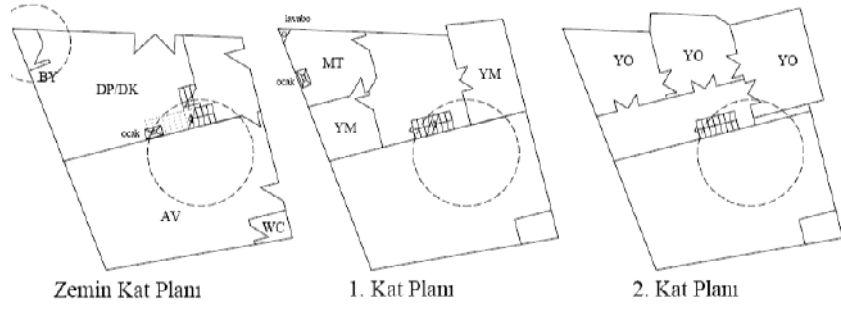 BY
DP/DK
ocak
AV
WC
Zemin Kat Planı
lavabo
MT
ocak
YM
YM
1. Kat Planı
YO
YO
YO
2. Kat Planı